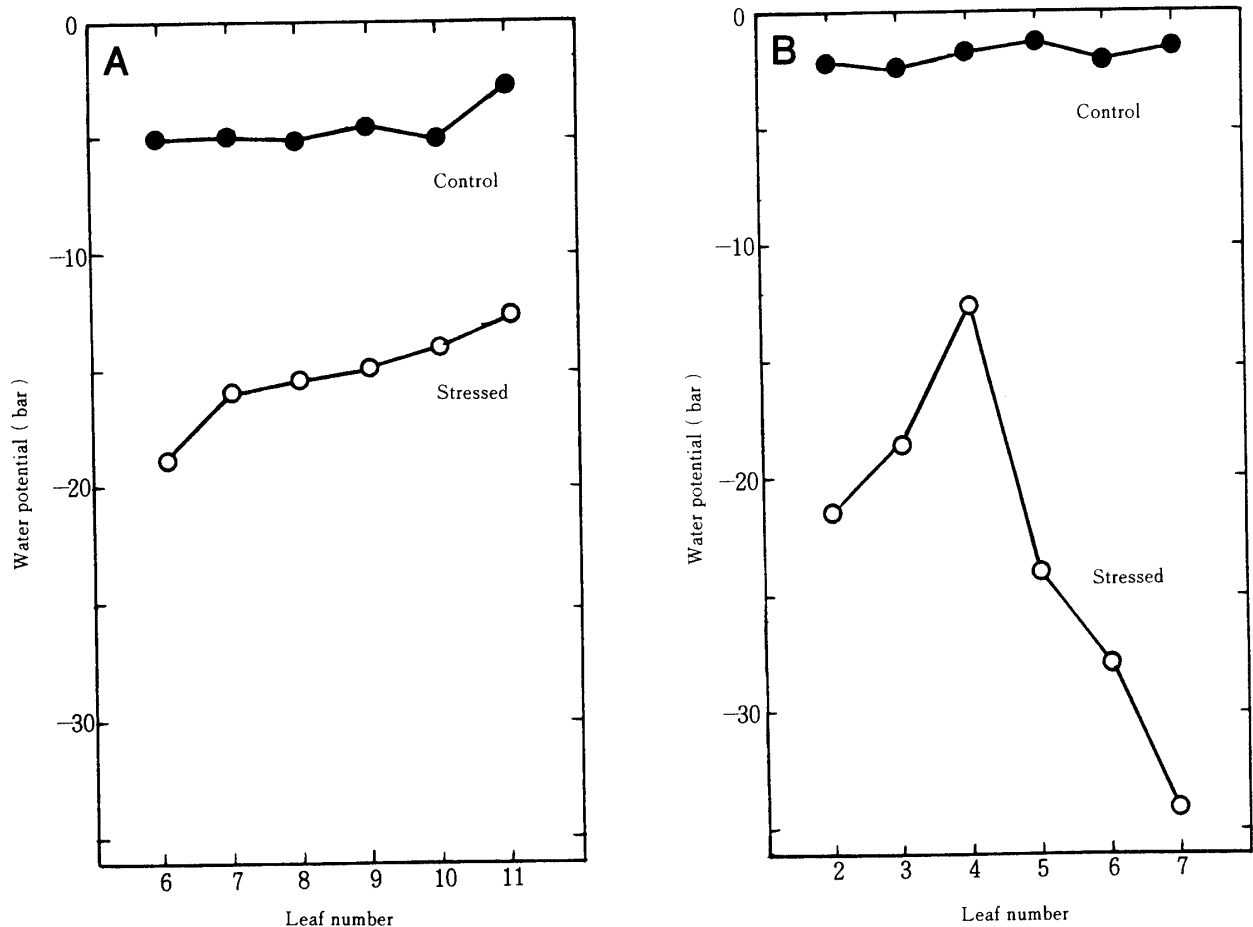 A
0
−10
−20
−30
Water potential ( bar )
Control
Stressed
6 7 8 9 10 11
Leaf number
B
0
−10
−20
−30
Water potential ( bar )
Control
Stressed
2 3 4 5 6 7
Leaf number